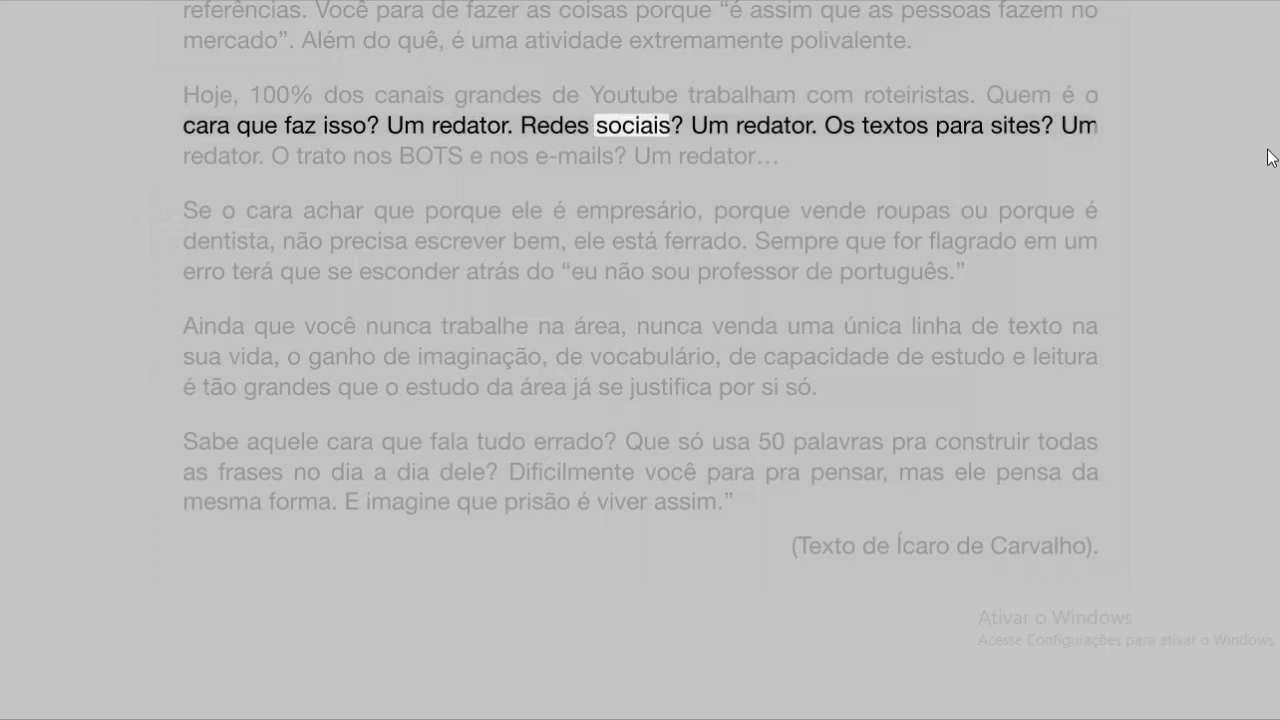 referências. Você para de fazer as coisas porque “é assim que as pessoas fazem no
mercado”. Além do quê, é uma atividade extremamente polivalente.
Hoje, 100% dos canais grandes de Youtube trabalham com roteiristas. Quem é o
cara que faz isso? Um redator. Redes sociais? Um redator. Os textos para sites? Um
redator. O trato nos BOTS e nos e-mails? Um redator…
Se o cara achar que porque ele é empresário, porque vende roupas ou porque é
dentista, não precisa escrever bem, ele está ferrado. Sempre que for flagrado em um
erro terá que se esconder atrás do “eu não sou professor de português.”
Ainda que você nunca trabalhe na área, nunca venda uma única linha de texto na
sua vida, o ganho de imaginação, de vocabulário, de capacidade de estudo e leitura
é tão grandes que o estudo da área já se justifica por si só.
Sabe aquele cara que fala tudo errado? Que só usa 50 palavras pra construir todas
as frases no dia a dia dele? Dificilmente você para pra pensar, mas ele pensa da
mesma forma. E imagine que prisão é viver assim.”
(Texto de Ícaro de Carvalho).
Ativar o Windows
Acesse Configurações para ativar o Windows.